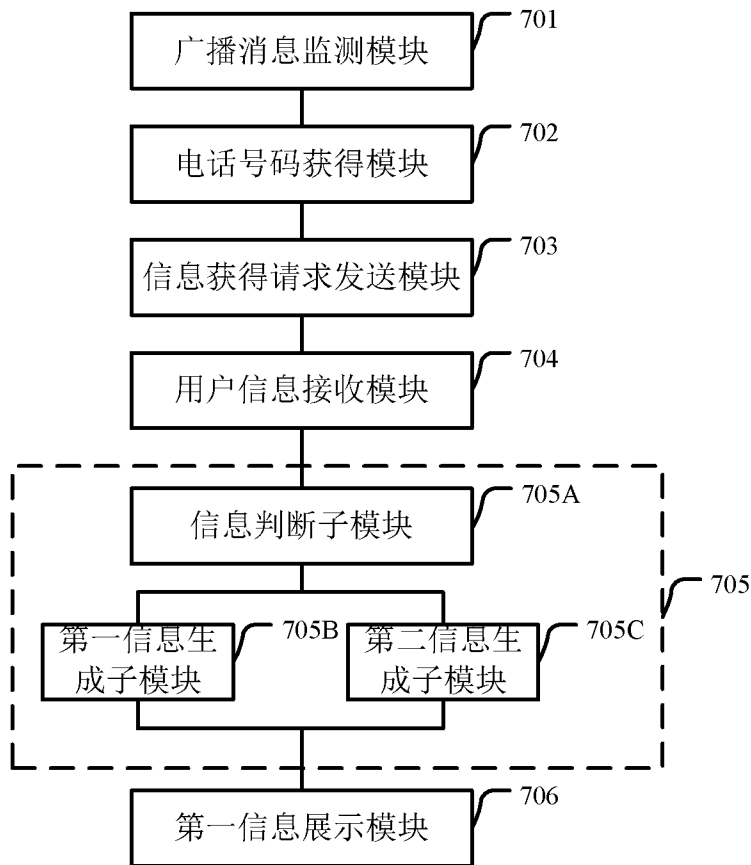 广播消息监测模块
701
电话号码获得模块
702
信息获得请求发送模块
703
用户信息接收模块
704
信息判断子模块
705A
705
第一信息生
成子模块
705B
第二信息生
成子模块
705C
第一信息展示模块
706